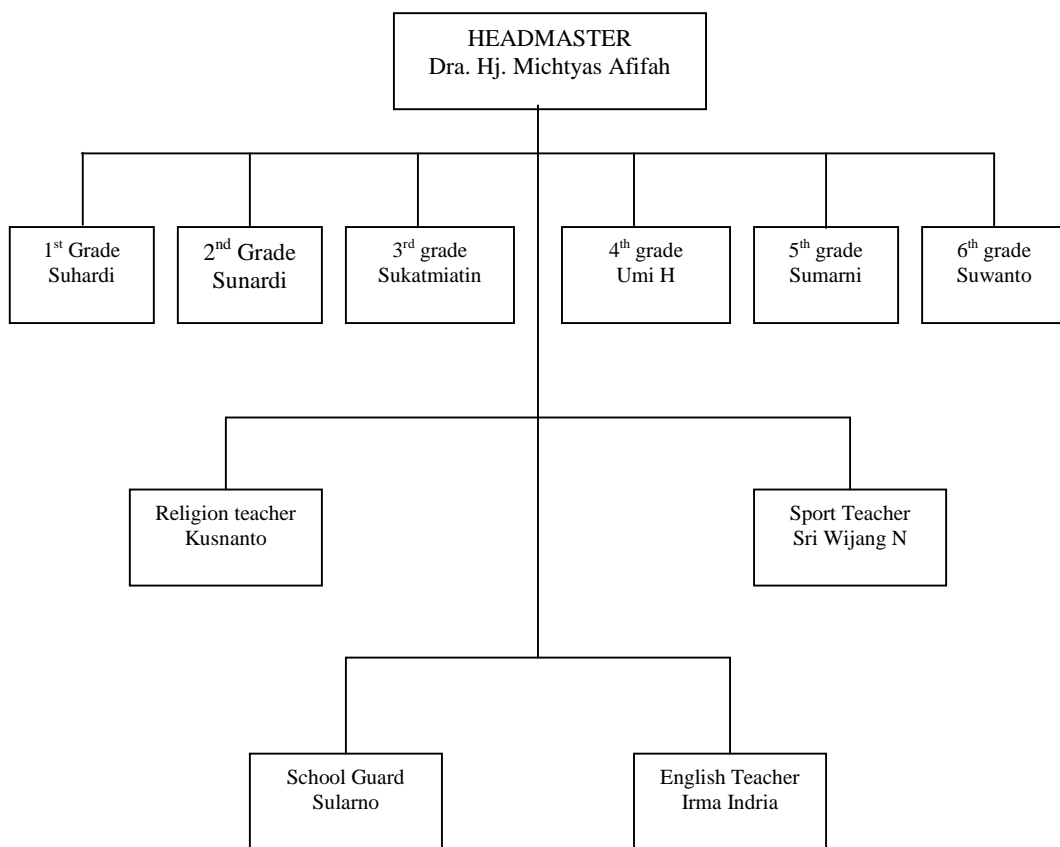 HEADMASTER
Dra. Hj. Michtyas Afifah
1st Grade
Suhardi
2nd Grade
Sunardi
3rd grade
Sukatmiatin
4th grade
Umi H
5th grade
Sumarni
6th grade
Suwanto
Religion teacher
Kusnanto
Sport Teacher
Sri Wijang N
School Guard
Sularno
English Teacher
Irma Indria